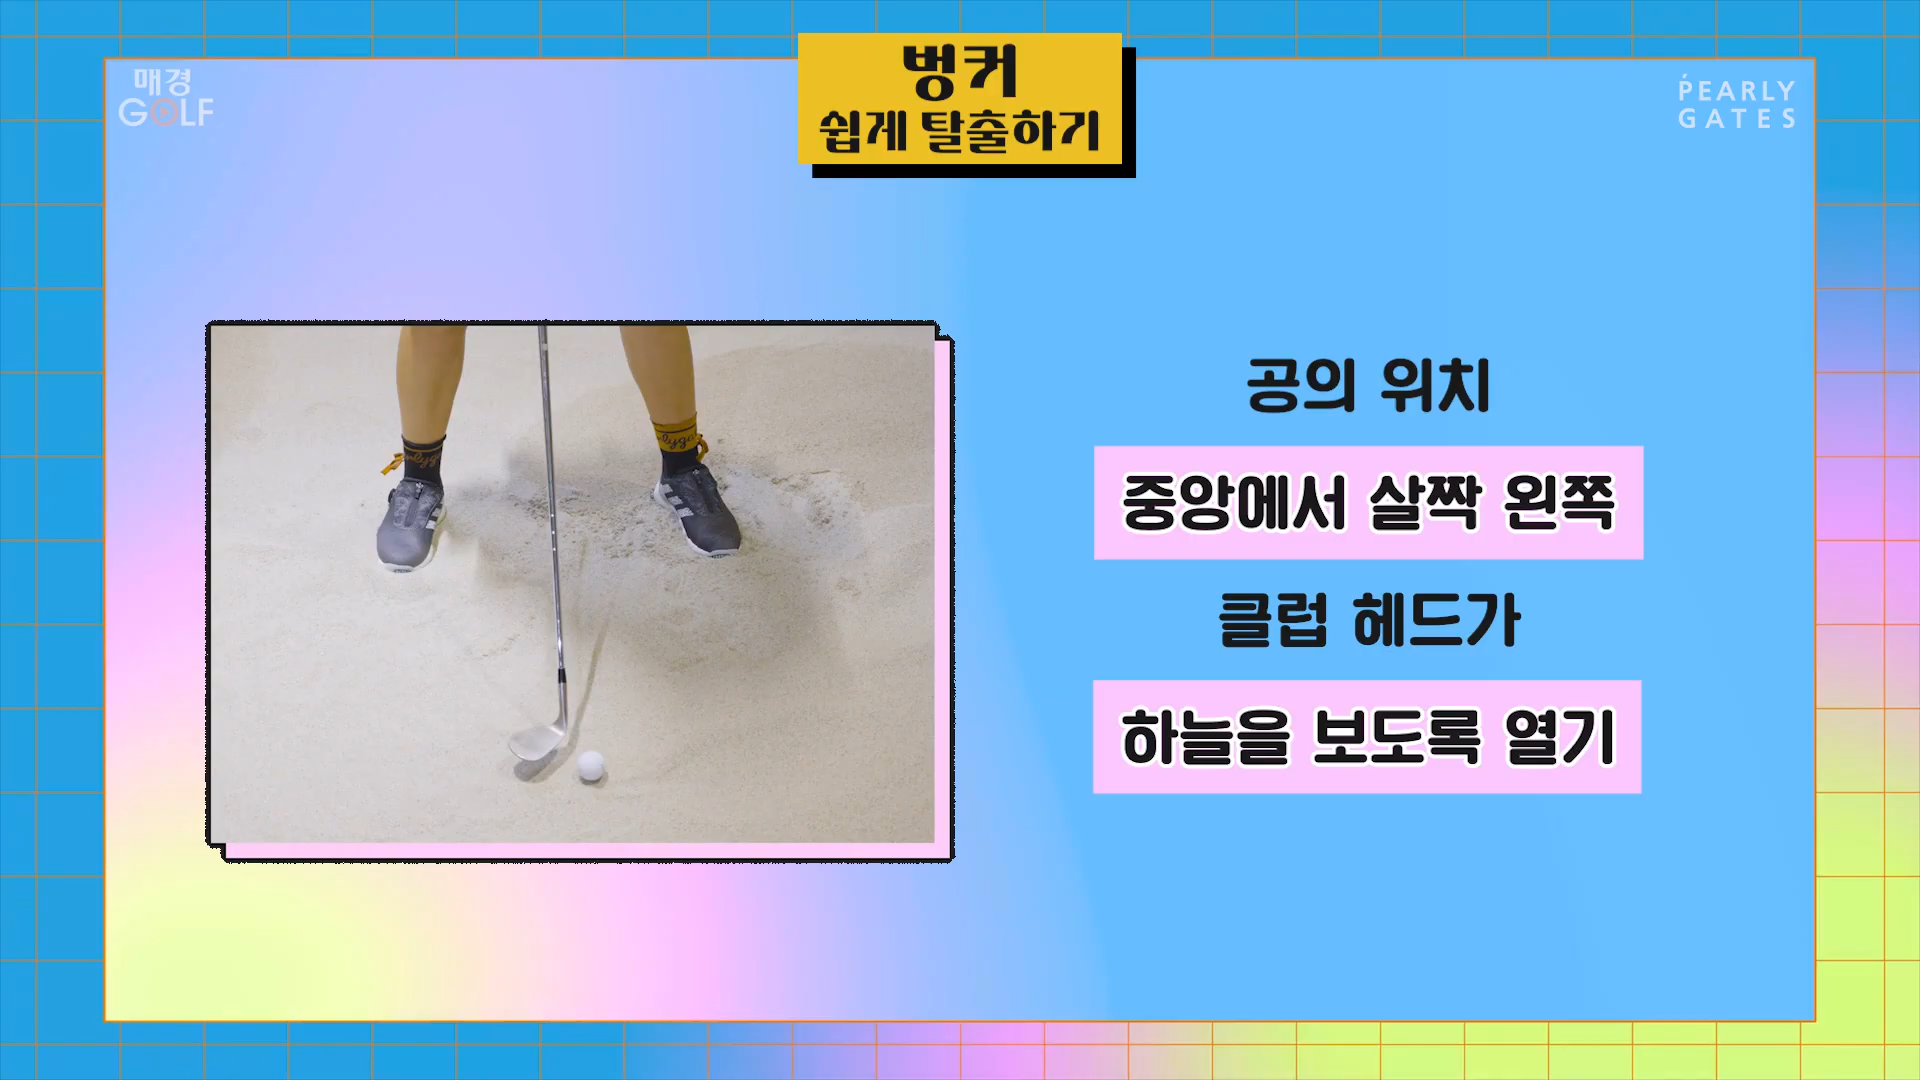 매경
GOLF
벙커
쉽게 탈출하기
PEARLY
GATES
공의 위치
중앙에서 살짝 왼쪽
클럽 헤드가
하늘을 보도록 열기